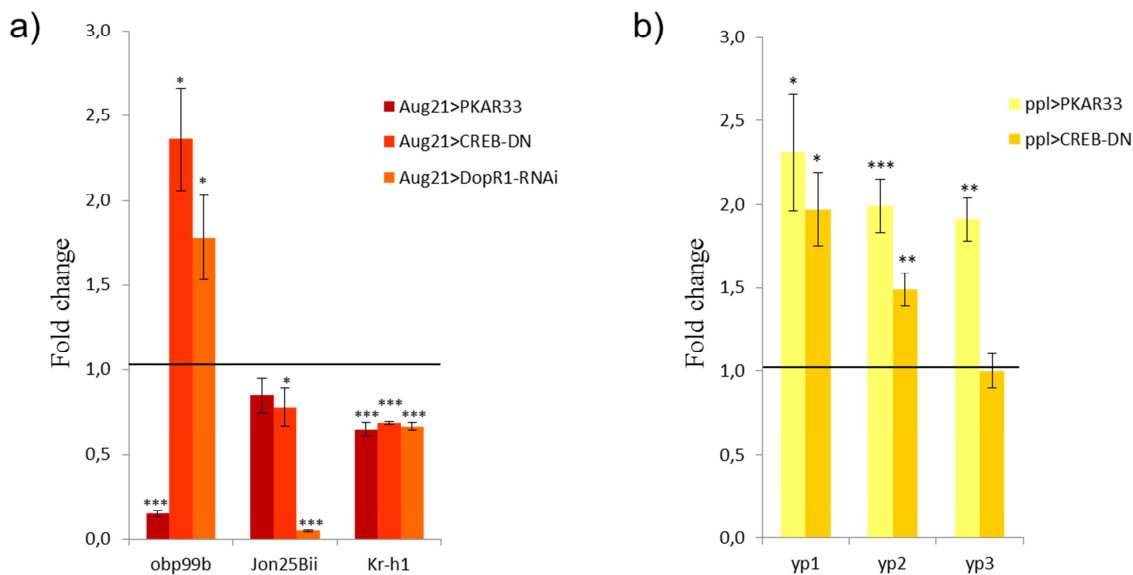 a)
Fold change
3,0
2,5
2,0
1,5
1,0
0,5
0,0
*
*
***
*
***
***
***
***
Aug21>PKAR33
Aug21>CREB-DN
Aug21>DopR1-RNAi
obp99b Jon25Bii Kr-h1
b)
Fold change
3,0
2,5
2,0
1,5
1,0
0,5
0,0
*
*
***
**
**
ppl>PKAR33
ppl>CREB-DN
yp1 yp2 yp3